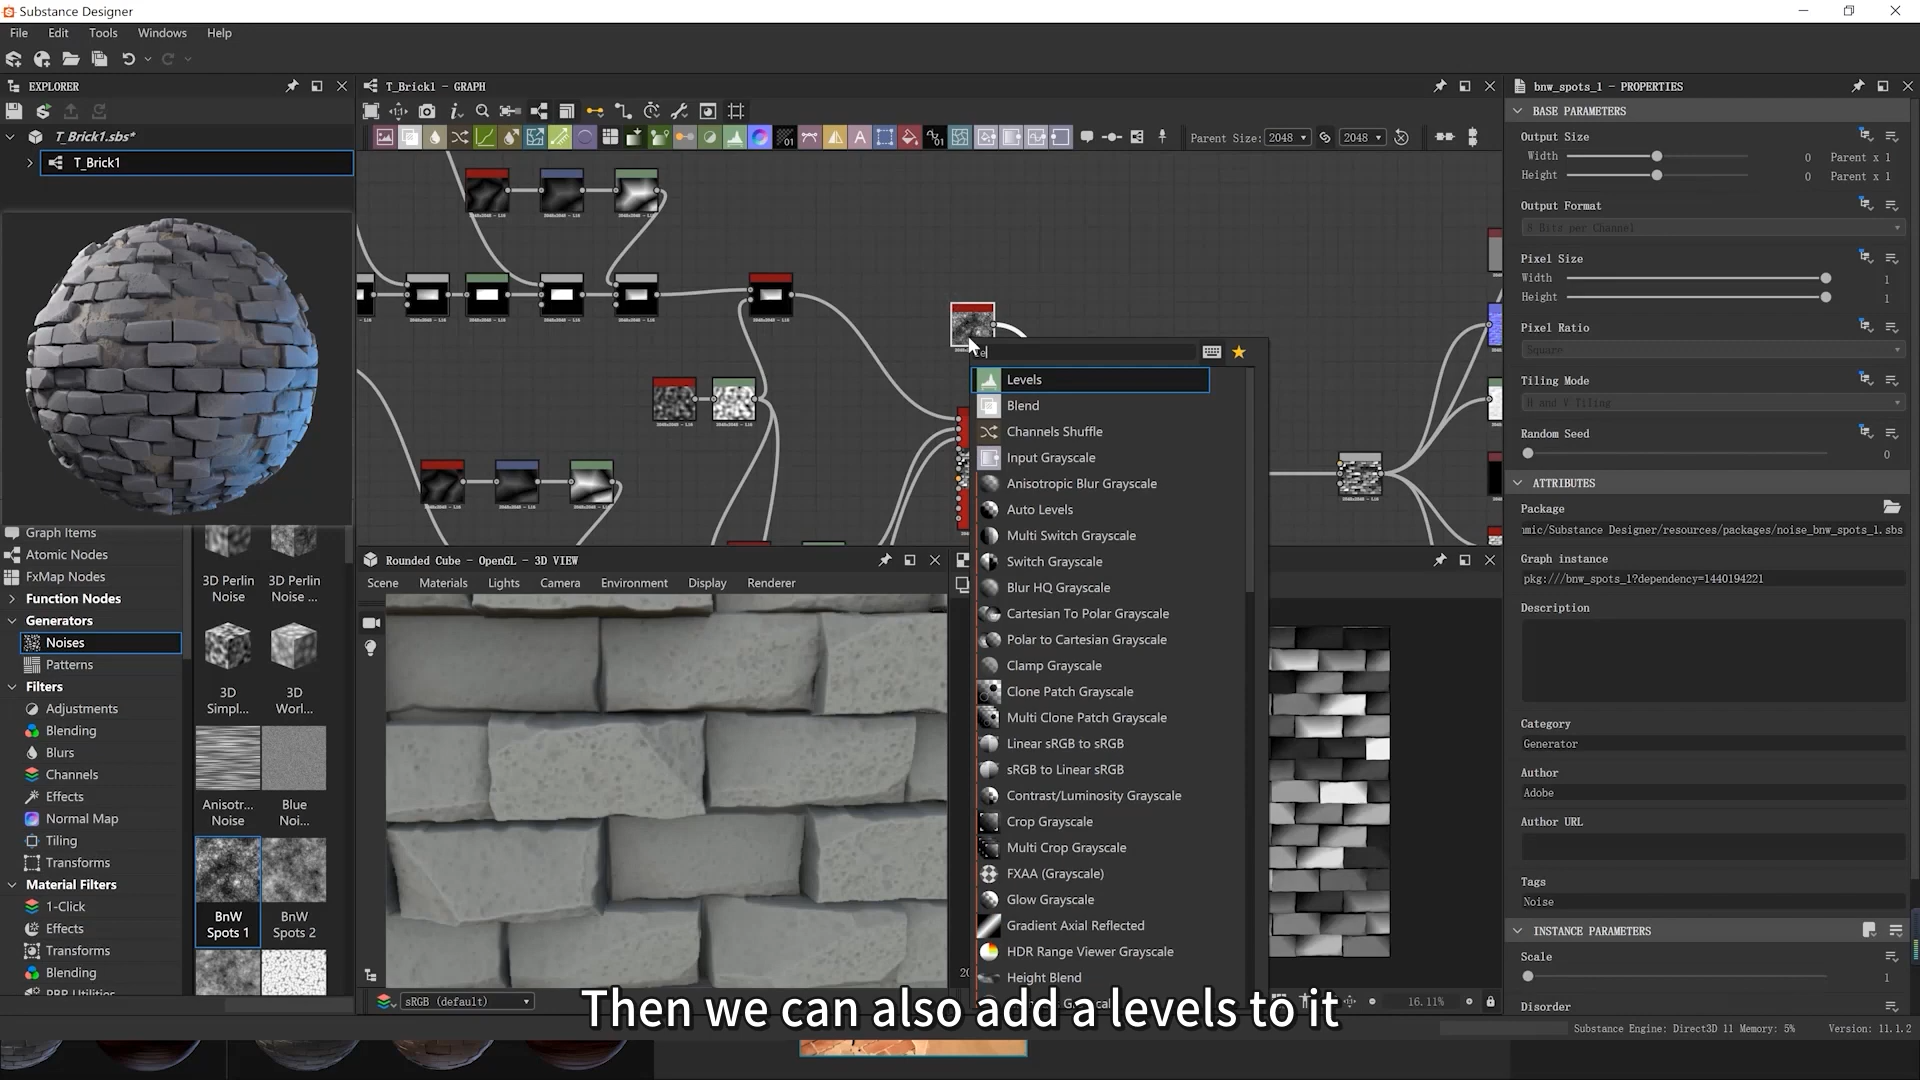 Substance Designer
File Edit Tools Windows Help
EXPLORER
T_Brick1.sbs*
T_Brick1
T_Brick1 - GRAPH
Parent Size: 2048 2048
bnw_spots_1 - PROPERTIES
BASE PARAMETERS
Output Size
Width 0 Parent x 1
Height 0 Parent x 1
Output Format
8 Bits per Channel
Pixel Size
Width 1
Height 1
Pixel Ratio
Square
Tiling Mode
H and V Tiling
Random Seed
0
ATTRIBUTES
Package
mic/Substance Designer/resources/packages/noise_bnw_spots_1.sbs
Graph instance
pkg:///bnw_spots_1?dependency=1440194221
Description
Category
Generator
Author
Adobe
Author URL
Tags
Noise
INSTANCE PARAMETERS
Scale
1
Disorder
Levels
Blend
Channels Shuffle
Input Grayscale
Anisotropic Blur Grayscale
Auto Levels
Multi Switch Grayscale
Switch Grayscale
Blur HQ Grayscale
Cartesian To Polar Grayscale
Polar to Cartesian Grayscale
Clamp Grayscale
Clone Patch Grayscale
Multi Clone Patch Grayscale
Linear sRGB to sRGB
sRGB to Linear sRGB
Contrast/Luminosity Grayscale
Crop Grayscale
Multi Crop Grayscale
FXAA (Grayscale)
Glow Grayscale
Gradient Axial Reflected
HDR Range Viewer Grayscale
Height Blend
Graph Items
Atomic Nodes
FxMap Nodes
Function Nodes
Generators
Noises
Patterns
Filters
Adjustments
Blending
Blurs
Channels
Effects
Normal Map
Tiling
Transforms
Material Filters
1-Click
Effects
Transforms
Blending
PBR Utilities
3D Perlin Noise
3D Perlin Noise ...
3D Simpl...
3D Worl...
Anisotr... Noise
Blue Noi...
BnW Spots 1
BnW Spots 2
Rounded Cube - OpenGL - 3D VIEW
Scene Materials Lights Camera Environment Display Renderer
sRGB (default)
16.11%
Then we can also add a levels to it
Substance Engine: Direct3D 11 Memory: 5% Version: 11.1.2